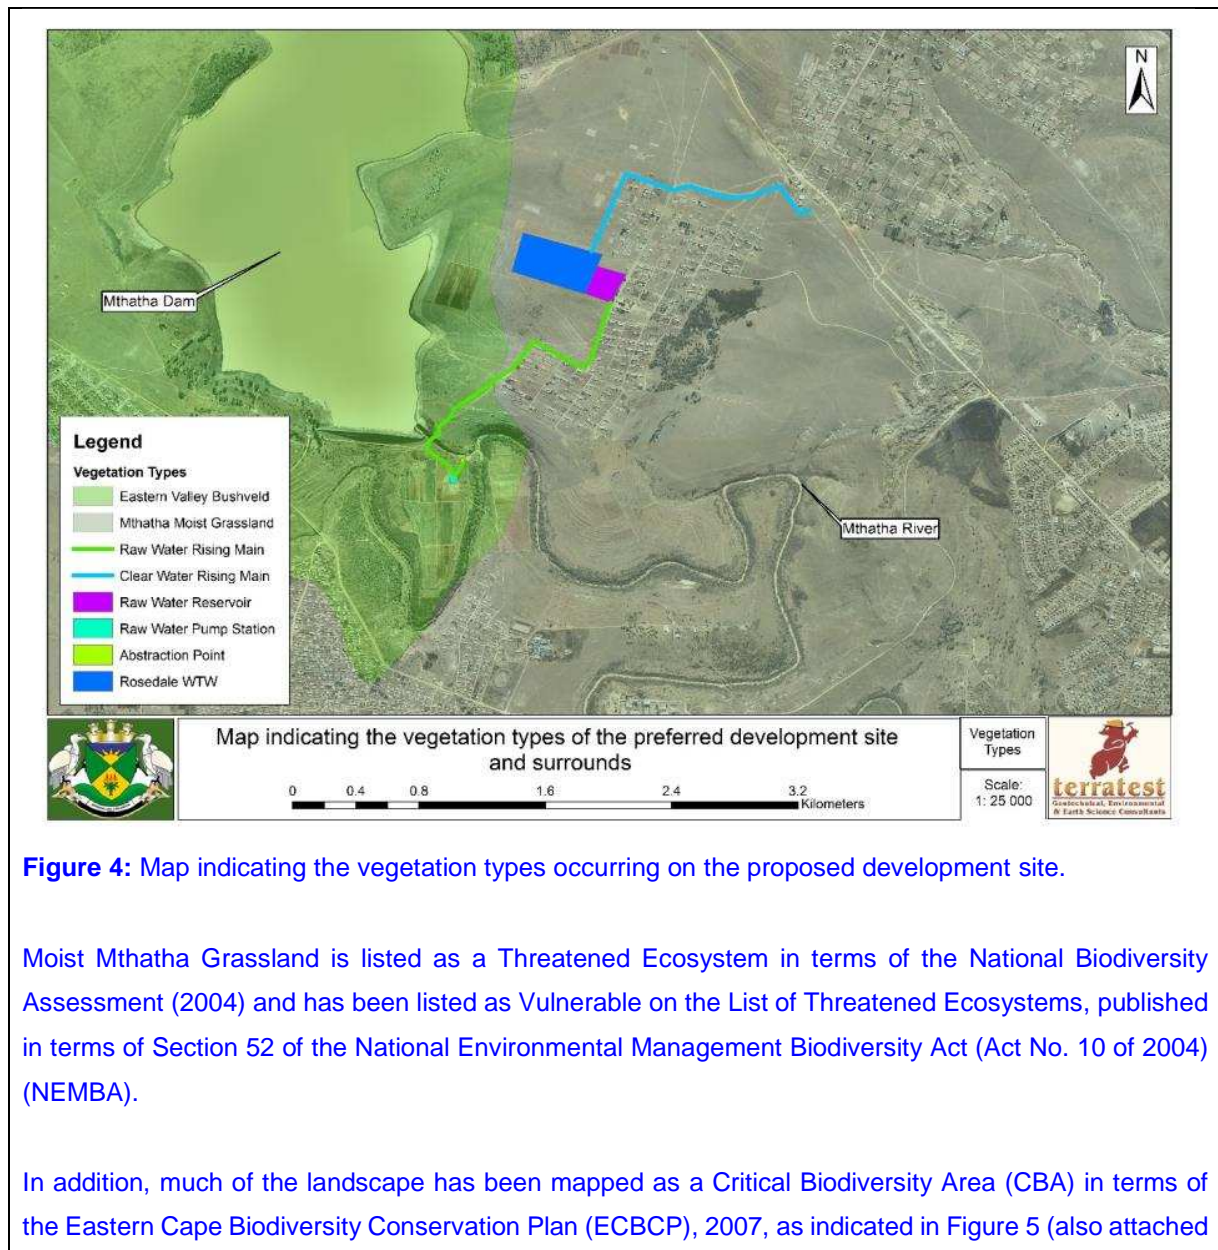 N
Mthatha Dam
Mthatha River
Legend
Vegetation Types
Eastern Valley Bushveld
Mthatha Moist Grassland
Raw Water Rising Main
Clear Water Rising Main
Raw Water Reservoir
Raw Water Pump Station
Abstraction Point
Rosedale WTW
Map indicating the vegetation types of the preferred development site
and surrounds
0 0.4 0.8 1.6 2.4 3.2
Kilometers
Vegetation
Types
Scale:
1: 25 000
terratest
Geotechnical, Environmental
& Earth Science Consultants
Figure 4: Map indicating the vegetation types occurring on the proposed development site.
Moist Mthatha Grassland is listed as a Threatened Ecosystem in terms of the National Biodiversity
Assessment (2004) and has been listed as Vulnerable on the List of Threatened Ecosystems, published
in terms of Section 52 of the National Environmental Management Biodiversity Act (Act No. 10 of 2004)
(NEMBA).
In addition, much of the landscape has been mapped as a Critical Biodiversity Area (CBA) in terms of
the Eastern Cape Biodiversity Conservation Plan (ECBCP), 2007, as indicated in Figure 5 (also attached